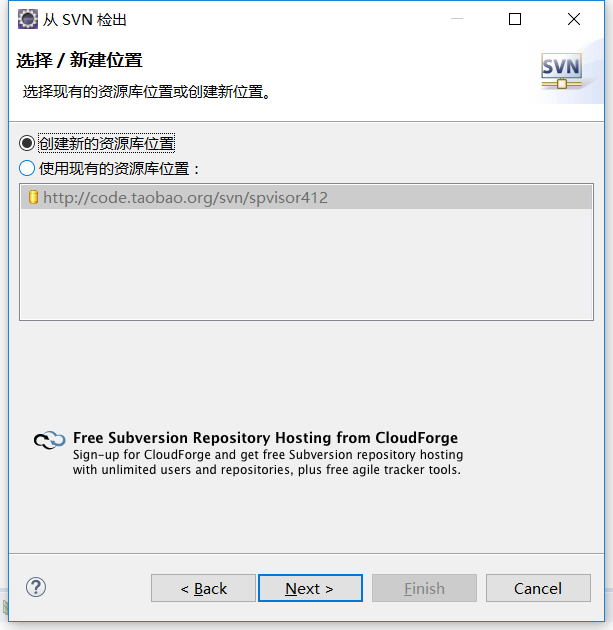 从 SVN 检出
选择 / 新建位置
选择现有的资源库位置或创建新位置。
SVN
创建新的资源库位置
使用现有的资源库位置：
http://code.taobao.org/svn/spvisor412
Free Subversion Repository Hosting from CloudForge
Sign-up for CloudForge and get free Subversion repository hosting
with unlimited users and repositories, plus free agile tracker tools.
?
< Back
Next >
Finish
Cancel